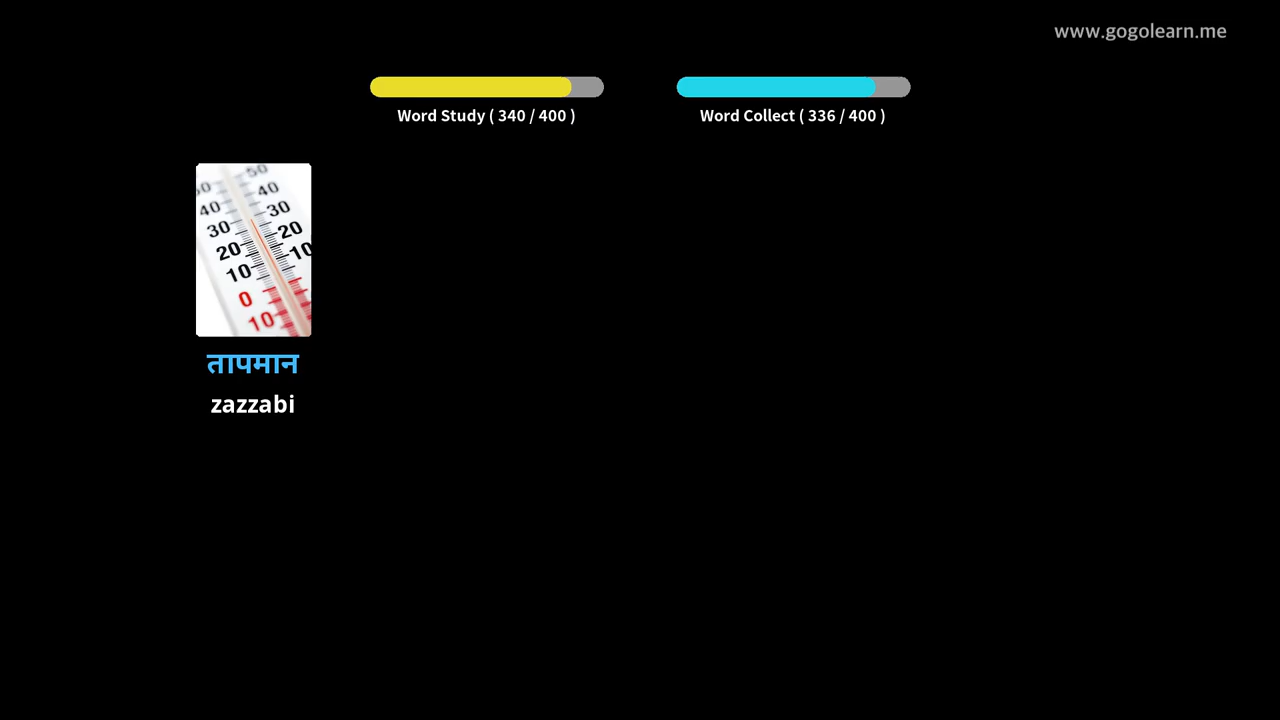 www.gogolearn.me
Word Study ( 340 / 400 )
Word Collect ( 336 / 400 )
50
40
30
20
10
40
30
20
10
0
10
तापमान
zazzabi